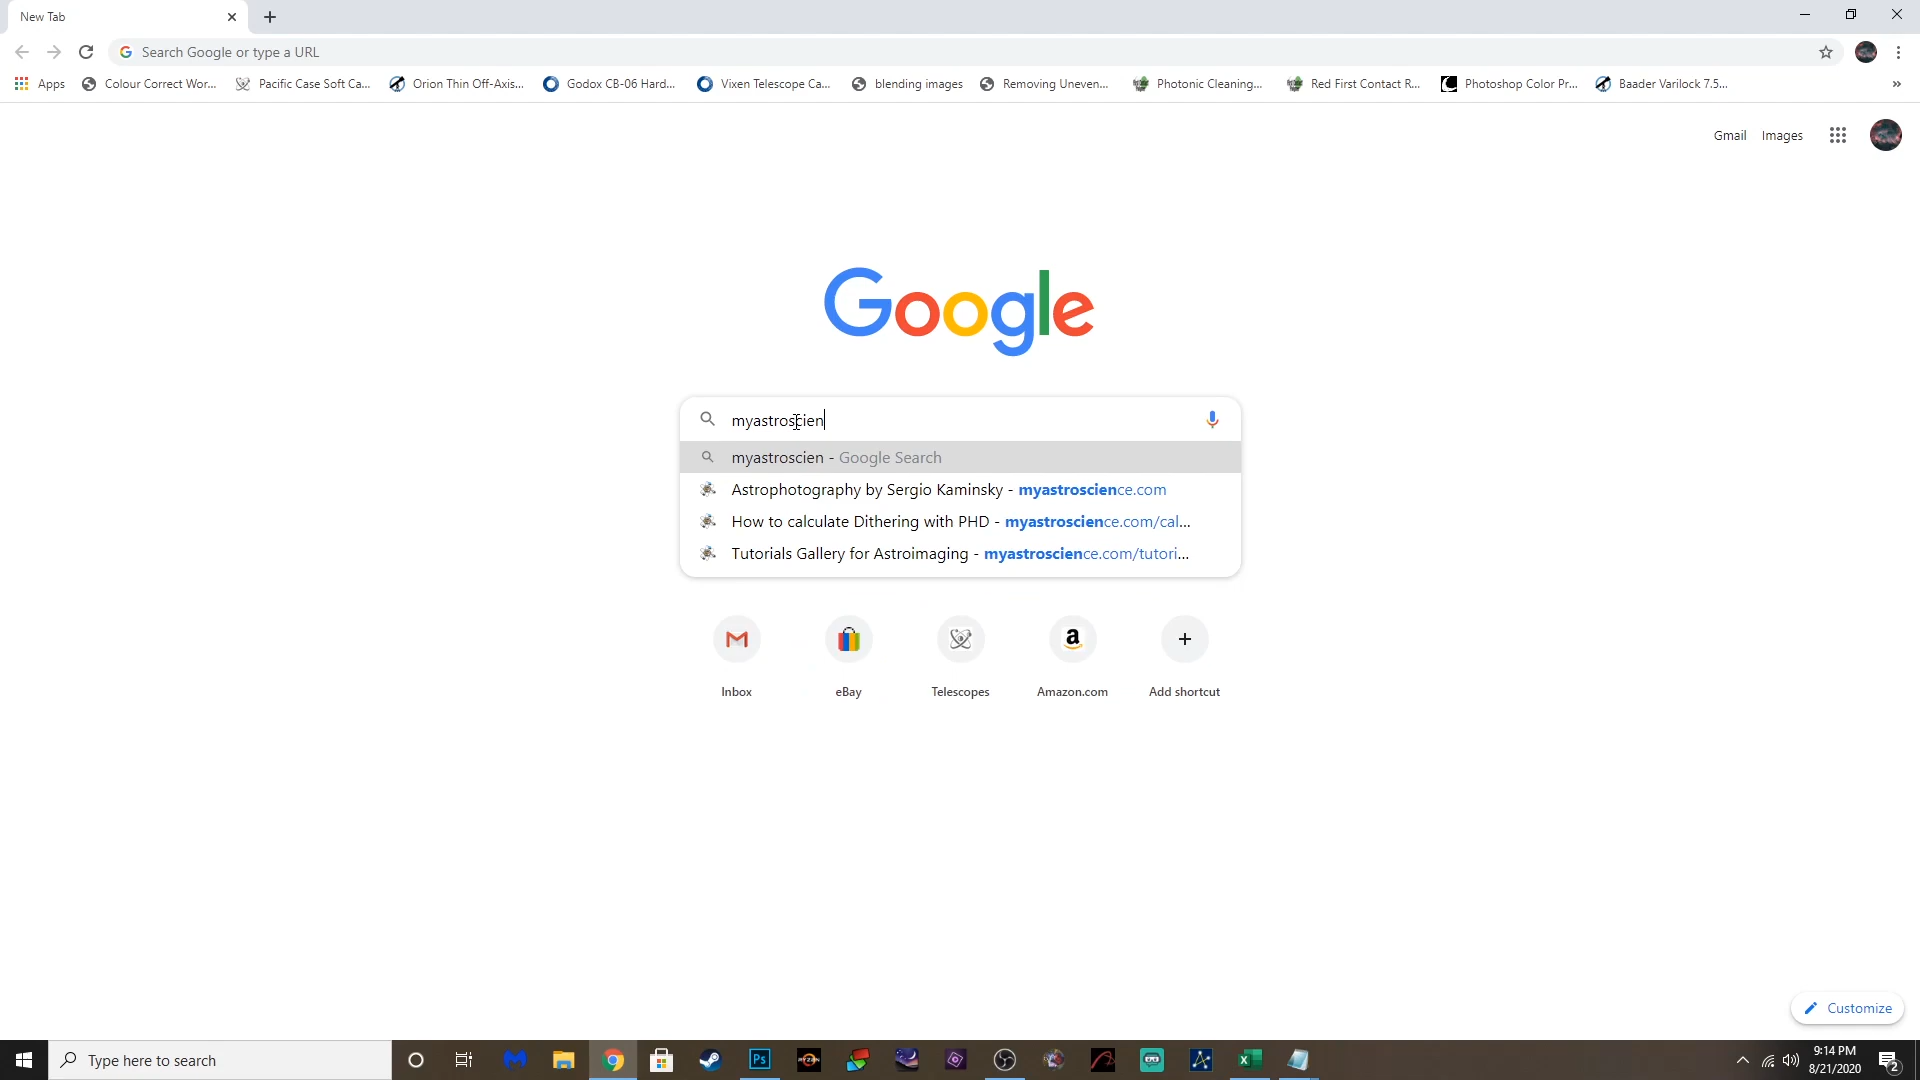 New Tab
Search Google or type a URL
Apps Colour Correct Wor... Pacific Case Soft Ca... Orion Thin Off-Axis... Godox CB-06 Hard... Vixen Telescope Ca... blending images Removing Uneven... Photonic Cleaning... Red First Contact R... Photoshop Color Pr... Baader Varilock 7.5... »
Gmail Images
Google
myastroscien
myastroscien - Google Search
Astrophotography by Sergio Kaminsky - myastroscience.com
How to calculate Dithering with PHD - myastroscience.com/cal...
Tutorials Gallery for Astroimaging - myastroscience.com/tutori...
Inbox eBay Telescopes Amazon.com Add shortcut
Customize
Type here to search
Ps
RYZEN
9:14 PM
8/21/2020
2